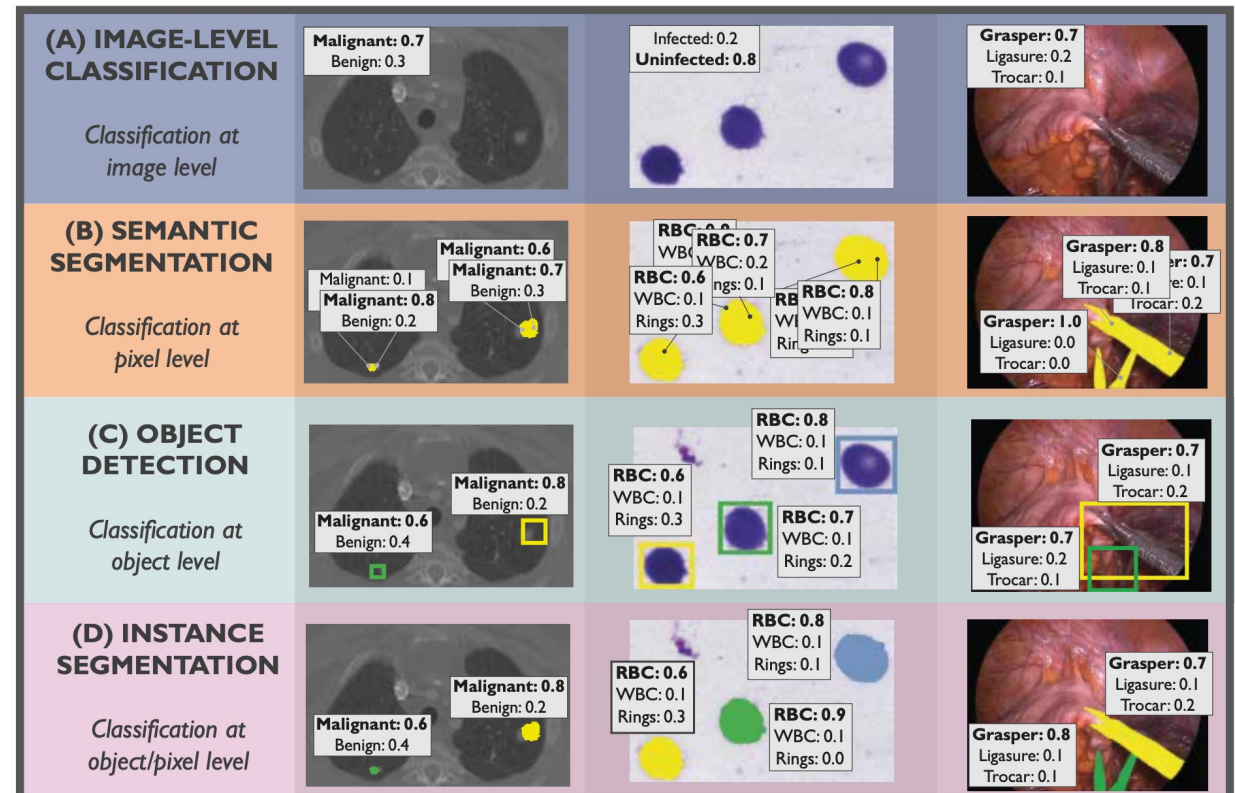 (A) IMAGE-LEVEL
CLASSIFICATION
Classification at
image level
Malignant: 0.7
Benign: 0.3
Infected: 0.2
Uninfected: 0.8
Grasper: 0.7
Ligasure: 0.2
Trocar: 0.1
(B) SEMANTIC
SEGMENTATION
Classification at
pixel level
Malignant: 0.6
Malignant: 0.7
Benign: 0.3
Malignant: 0.1
Malignant: 0.8
Benign: 0.2
RBC: 0.7
WBC: 0.2
RBC: 0.6
WBC: 0.1
Rings: 0.3
RBC: 0.8
WBC: 0.1
Rings: 0.1
Grasper: 0.8
Ligasure: 0.1
Trocar: 0.1
Trocar: 0.2
Grasper: 1.0
Ligasure: 0.0
Trocar: 0.0
(C) OBJECT
DETECTION
Classification at
object level
Malignant: 0.8
Benign: 0.2
Malignant: 0.6
Benign: 0.4
RBC: 0.8
WBC: 0.1
Rings: 0.1
RBC: 0.6
WBC: 0.1
Rings: 0.3
RBC: 0.7
WBC: 0.1
Rings: 0.2
Grasper: 0.7
Ligasure: 0.1
Trocar: 0.2
Grasper: 0.7
Ligasure: 0.2
Trocar: 0.1
(D) INSTANCE
SEGMENTATION
Classification at
object/pixel level
Malignant: 0.8
Benign: 0.2
Malignant: 0.6
Benign: 0.4
RBC: 0.8
WBC: 0.1
Rings: 0.1
RBC: 0.6
WBC: 0.1
Rings: 0.3
RBC: 0.9
WBC: 0.1
Rings: 0.0
Grasper: 0.7
Ligasure: 0.1
Trocar: 0.2
Grasper: 0.8
Ligasure: 0.1
Trocar: 0.1